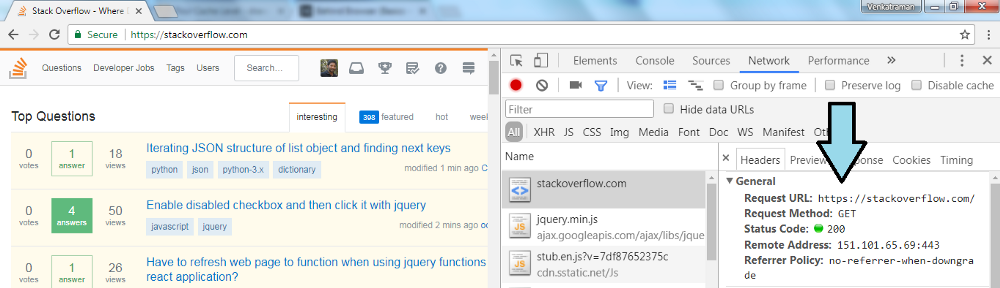 Stack Overflow - Where
Behind Browser (Basics
Venkatraman
Secure https://stackoverflow.com
Questions Developer Jobs Tags Users Search...
Top Questions
interesting 398 featured hot week
0 votes 1 answer 18 views
Iterating JSON structure of list object and finding next keys
python json python-3.x dictionary
modified 1 min ago
0 votes 4 answers 50 views
Enable disabled checkbox and then click it with jquery
javascript jquery
modified 2 min ago
0 votes 1 26
Have to refresh web page to function when using jquery functions
react application?
views
Elements Console Sources Network Performance
View: Group by frame Preserve log Disable cache
Filter Hide data URLs
All XHR JS CSS Img Media Font Doc WS Manifest
Name
stackoverflow.com
jquery.min.js
ajax.googleapis.com/ajax/libs/jque
stub.en.js?v=7df87652375c
cdn.sstatic.net/Js
Headers Preview Response Cookies Timing
General
Request URL: https://stackoverflow.com/
Request Method: GET
Status Code: 200
Remote Address: 151.101.65.69:443
Referrer Policy: no-referrer-when-downgra
de